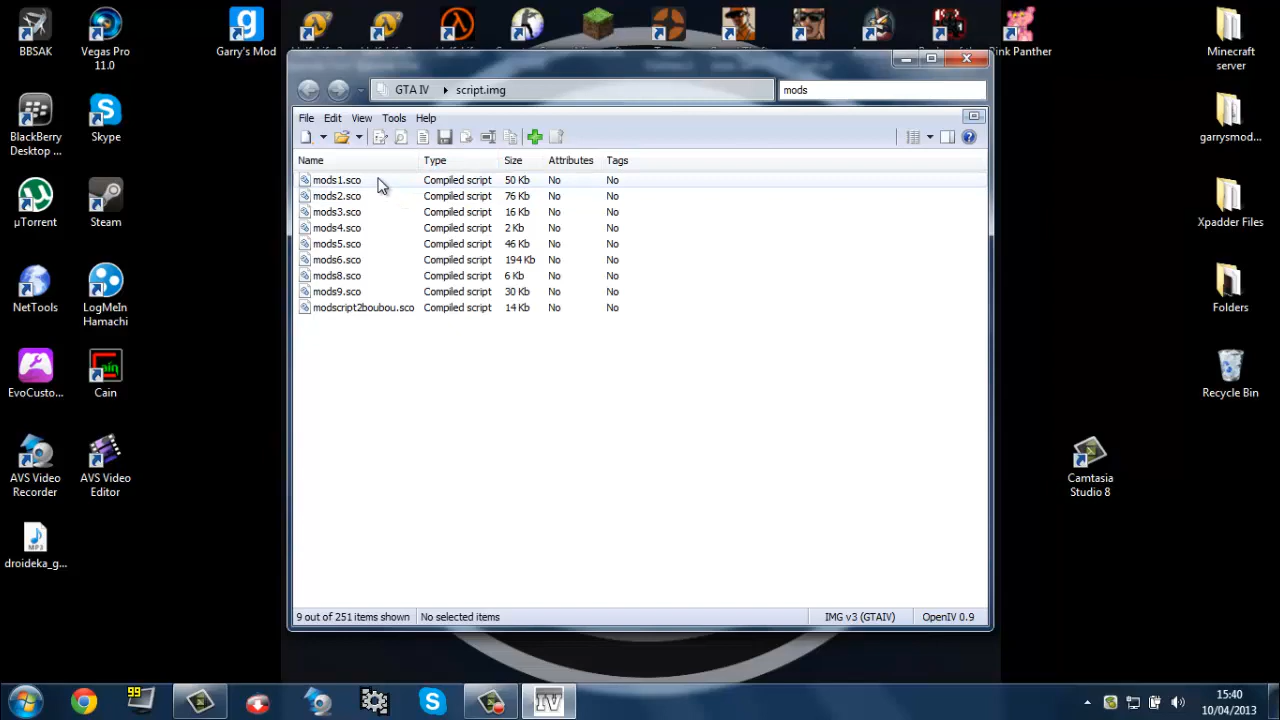 BBSAK
Vegas Pro
11.0
Garry's Mod
Pink Panther
Minecraft
server
BlackBerry
Desktop ...
Skype
garrysmod...
µTorrent
Steam
Xpadder Files
NetTools
LogMeIn
Hamachi
Folders
EvoCusto...
Cain
Recycle Bin
AVS Video
Recorder
AVS Video
Editor
Camtasia
Studio 8
MP3
droideka_g...
GTA IV
script.img
mods
File Edit View Tools Help
Name Type Size Attributes Tags
mods1.sco Compiled script 50 Kb No No
mods2.sco Compiled script 76 Kb No No
mods3.sco Compiled script 16 Kb No No
mods4.sco Compiled script 2 Kb No No
mods5.sco Compiled script 46 Kb No No
mods6.sco Compiled script 194 Kb No No
mods8.sco Compiled script 6 Kb No No
mods9.sco Compiled script 30 Kb No No
modscript2boubou.sco Compiled script 14 Kb No No
9 out of 251 items shown No selected items IMG v3 (GTAIV) OpenIV 0.9
99
IV
15:40
10/04/2013